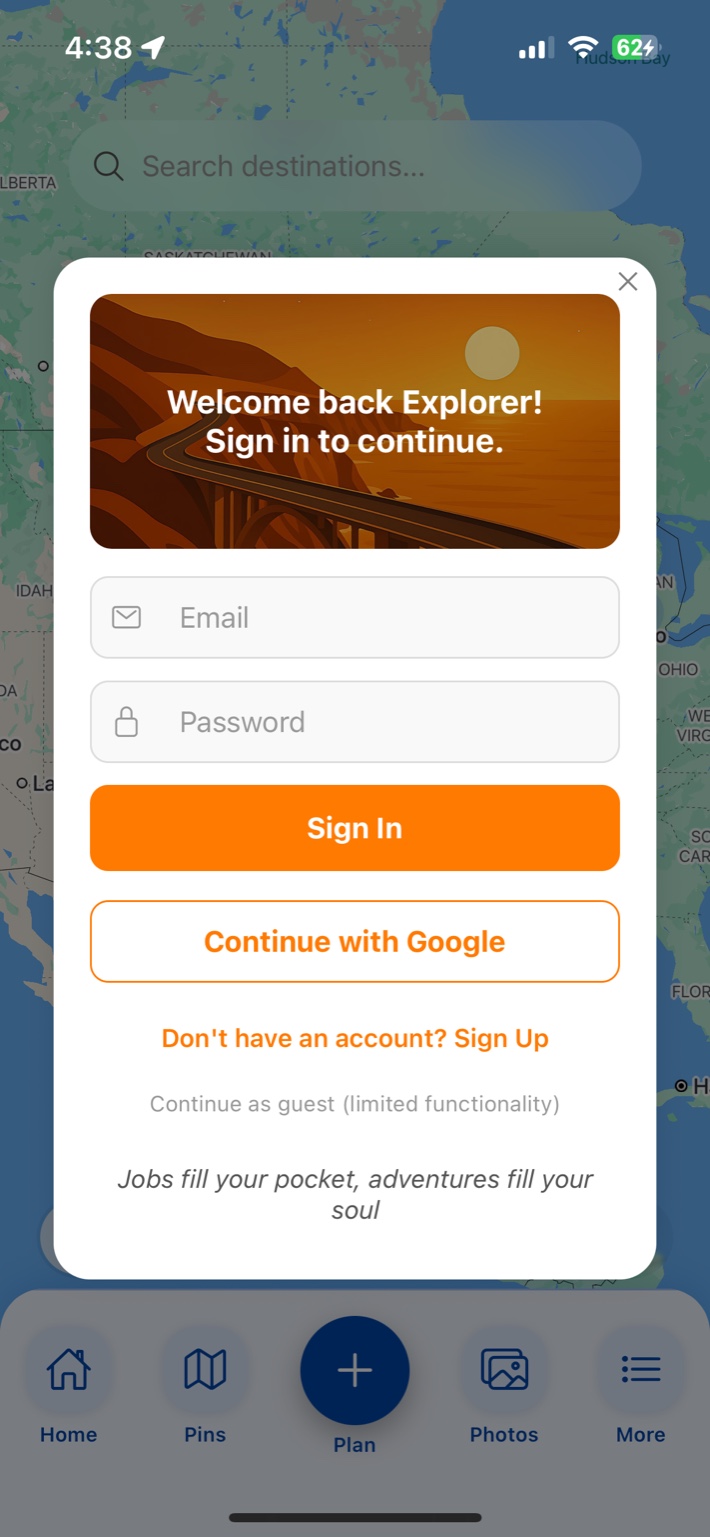 4:38
62
Hudson Bay
Search destinations...
LBERTA
SASKATCHEWAN
Welcome back Explorer!
Sign in to continue.
IDAH
AN
Email
o
OHIO
DA
WE
VIRG
Password
co
La
Sign In
SO
CAR
Continue with Google
FLOR
Don't have an account? Sign Up
H
Continue as guest (limited functionality)
Jobs fill your pocket, adventures fill your
soul
Home
Pins
Plan
Photos
More